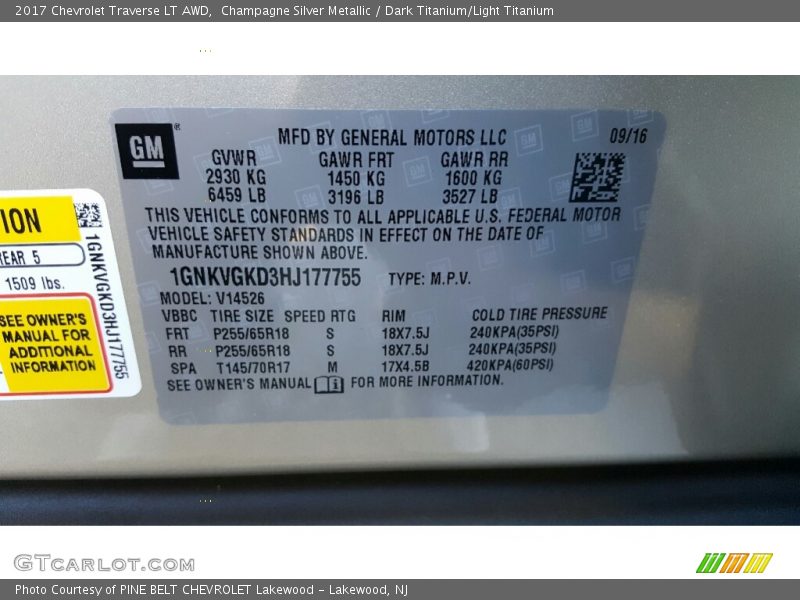 2017 Chevrolet Traverse LT AWD,  Champagne Silver Metallic / Dark Titanium/Light Titanium
GM
®
MFD BY GENERAL MOTORS LLC 09/16
GVWR GAWR FRT GAWR RR
2930 KG 1450 KG 1600 KG
6459 LB 3196 LB 3527 LB
THIS VEHICLE CONFORMS TO ALL APPLICABLE U.S. FEDERAL MOTOR
VEHICLE SAFETY STANDARDS IN EFFECT ON THE DATE OF
MANUFACTURE SHOWN ABOVE.
1GNKVGKD3HJ177755 TYPE: M.P.V.
MODEL: V14526
VBBC TIRE SIZE SPEED RTG RIM COLD TIRE PRESSURE
FRT P255/65R18 S 18X7.5J 240KPA(35PSI)
RR P255/65R18 S 18X7.5J 240KPA(35PSI)
SPA T145/70R17 M 17X4.5B 420KPA(60PSI)
SEE OWNER'S MANUAL FOR MORE INFORMATION.
ION
REAR 5
1509 lbs.
SEE OWNER'S
MANUAL FOR
ADDITIONAL
INFORMATION
1GNKVGKD3HJ177755
GTCARLOT.COM
Photo Courtesy of PINE BELT CHEVROLET Lakewood - Lakewood, NJ